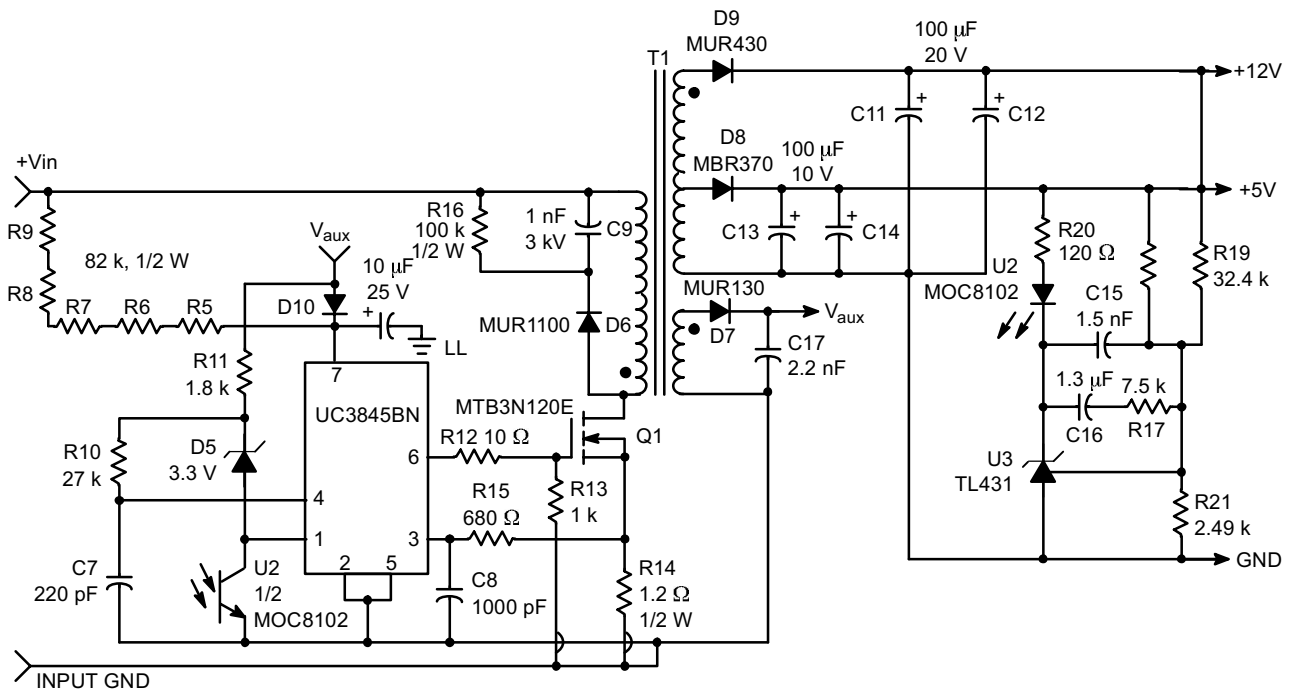 D9
MUR430
100 μF
20 V
T1
+12V
C11
+
C12
+
D8
MBR370
100 μF
10 V
+5V
C13
+
C14
+
+Vin
R9
R8
82 k, 1/2 W
R7
R6
R5
Vaux
D10
10 μF
25 V
+
LL
R16
100 k
1/2 W
1 nF
3 kV
C9
MUR1100
D6
R20
120 Ω
U2
MOC8102
R19
32.4 k
C15
1.5 nF
MUR130
D7
Vaux
C17
2.2 nF
R11
1.8 k
7
UC3845BN
MTB3N120E
Q1
1.3 μF
C16
7.5 k
R17
R10
27 k
D5
3.3 V
6
R12 10 Ω
R13
1 k
U3
TL431
4
R15
680 Ω
R21
2.49 k
1
3
2
5
C7
220 pF
U2
1/2
MOC8102
C8
1000 pF
R14
1.2 Ω
1/2 W
GND
INPUT GND